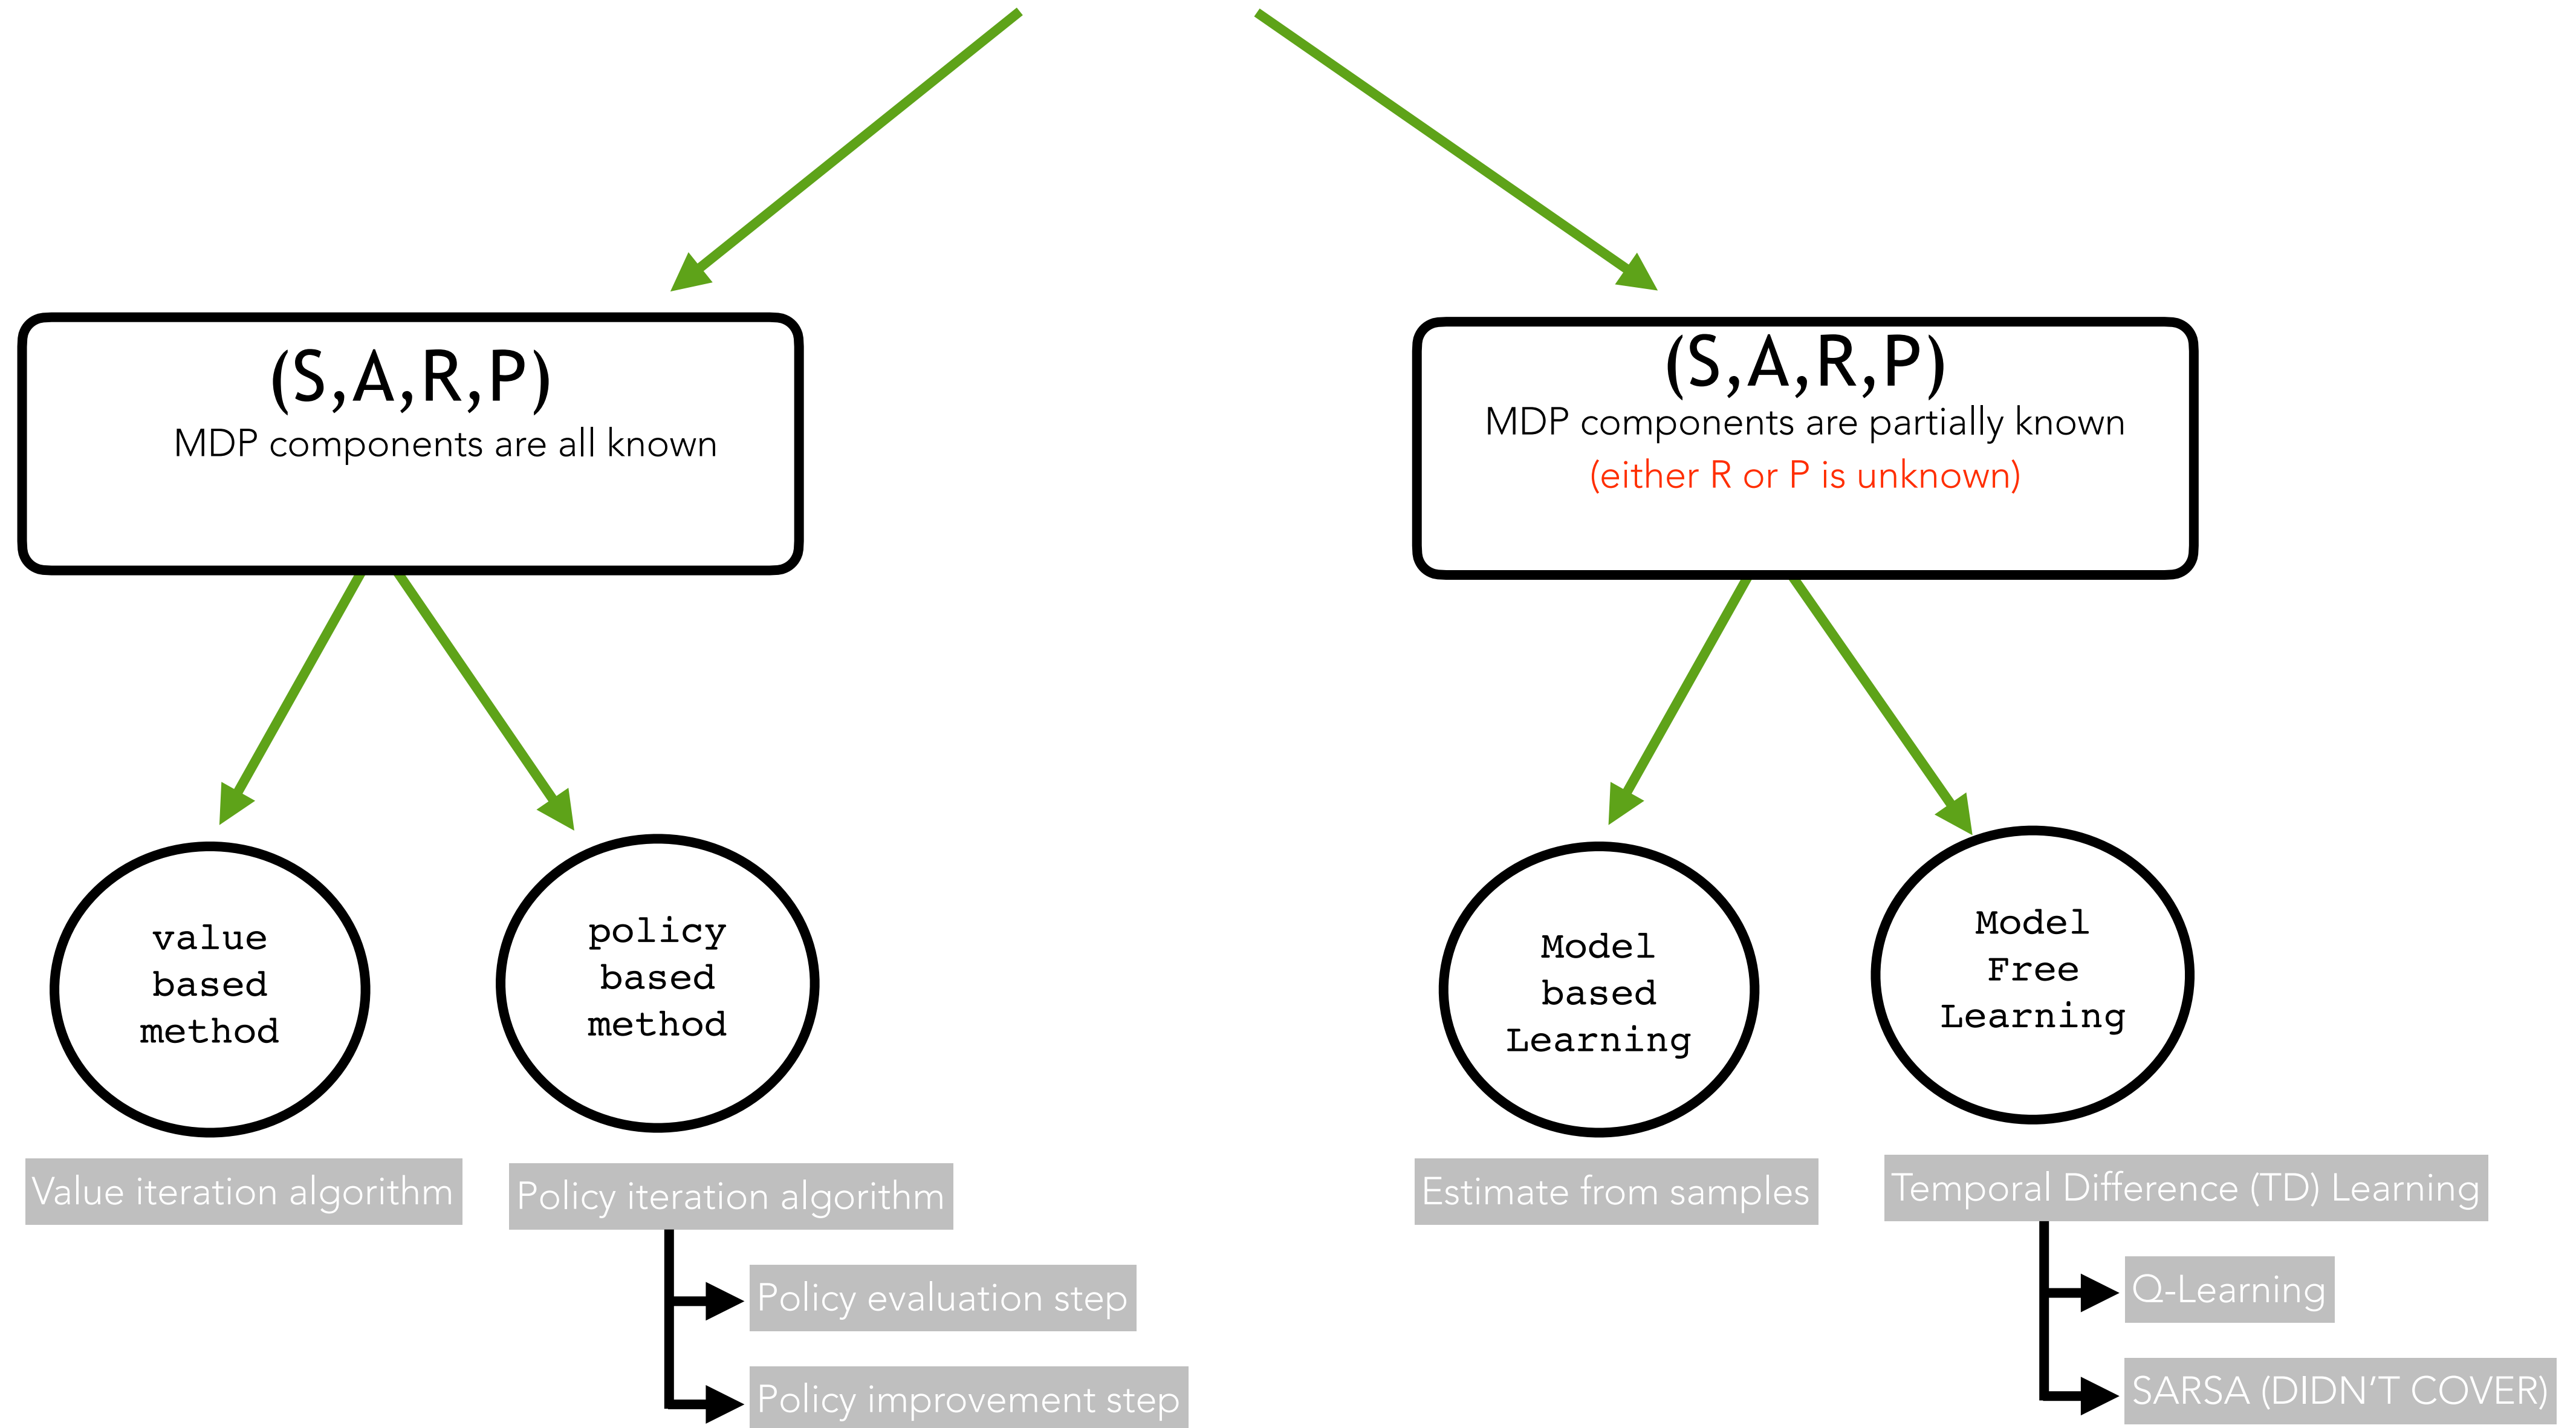 (S,A,R,P)
MDP components are all known
(S,A,R,P)
MDP components are partially known
(either R or P is unknown)
value
based
method
policy
based
method
Model
based
Learning
Model
Free
Learning
Value iteration algorithm
Policy iteration algorithm
Policy evaluation step
Policy improvement step
Estimate from samples
Temporal Difference (TD) Learning
Q-Learning
SARSA (DIDN’T COVER)